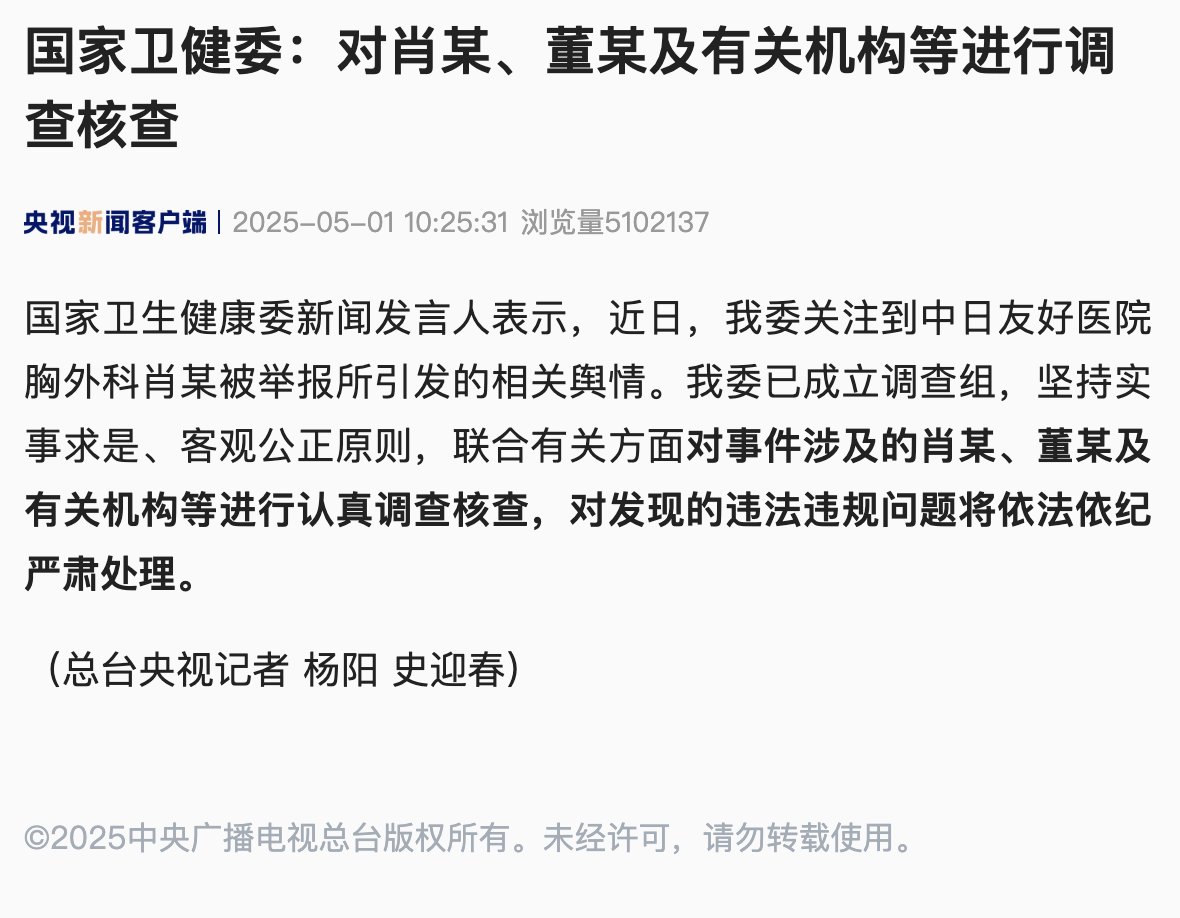 国家卫健委：对肖某、董某及有关机构等进行调
查核查
央视新闻客户端 | 2025-05-01 10:25:31 浏览量5102137
国家卫生健康委新闻发言人表示，近日，我委关注到中日友好医院
胸外科肖某被举报所引发的相关舆情。我委已成立调查组，坚持实
事求是、客观公正原则，联合有关方面对事件涉及的肖某、董某及
有关机构等进行认真调查核查，对发现的违法违规问题将依法依纪
严肃处理。
（总台央视记者 杨阳 史迎春）
©2025中央广播电视总台版权所有。未经许可，请勿转载使用。